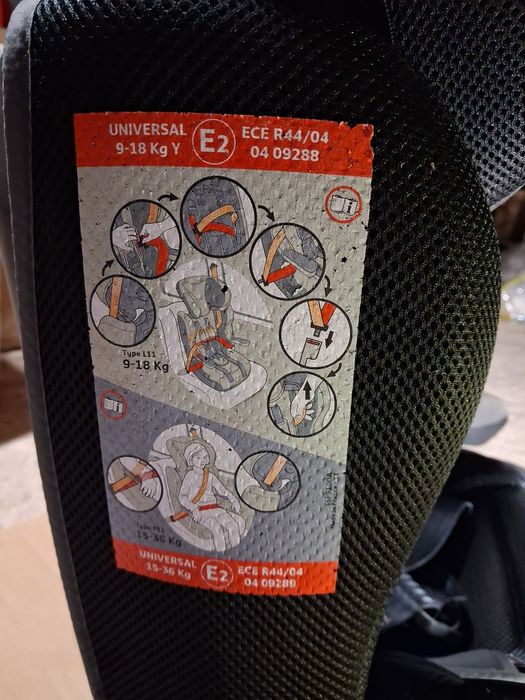 UNIVERSAL
9-18 Kg Y
E2
ECE R44/04
04 09288
Type L11
9-18 Kg
Type F11
15-36 Kg
UNIVERSAL
15-36 Kg
E2
ECE R44/04
04 09288